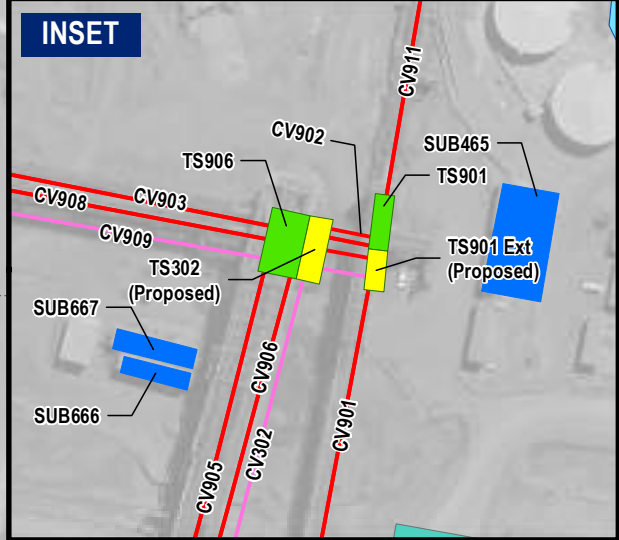 INSET
CV911
CV902
SUB465
TS906
TS901
CV903
CV908
CV909
TS901 Ext
(Proposed)
TS302
(Proposed)
SUB667
SUB666
CV906
CV302
CV901
CV905